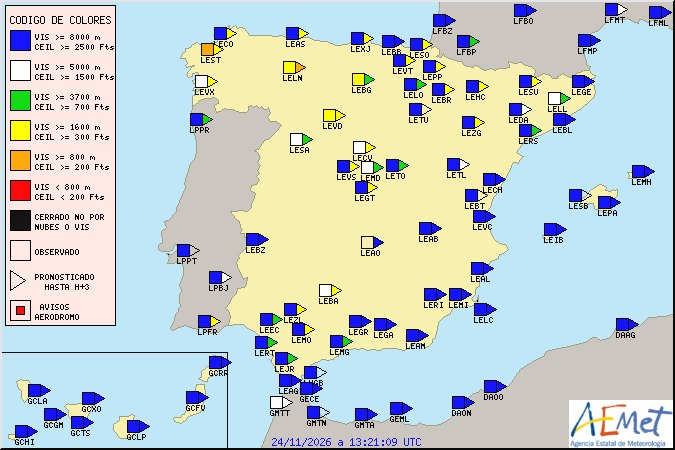 CODIGO DE COLORES
VIS >= 8000 m
CEIL >= 2500 Fts
VIS >= 5000 m
CEIL >= 1500 Fts
VIS >= 3700 m
CEIL >= 700 Fts
VIS >= 1600 m
CEIL >= 300 Fts
VIS >= 800 m
CEIL >= 200 Fts
VIS < 800 m
CEIL < 200 Fts
CERRADO NO POR
NUBES O VIS
OBSERVADO
PRONOSTICADO
HASTA H+3
AVISOS
AERODROMO
LFBO
LFMT
LFML
LFBZ
LECO
LEAS
LEXJ
LEBB
LESO
LFBP
LFMP
LEST
LEVT
LEPP
LELN
LEBG
LEVX
LELO
LEBR
LEHC
LESU
LEGE
LELL
LETU
LEDA
LEVD
LPPR
LEZG
LERS
LEBL
LESA
LECV
LEVS
LEMD
LETO
LETL
LEMH
LECH
LEGT
LEBT
LESB
LEPA
LEVC
LEAB
LEIB
LEBZ
LEAO
LPPT
LEAL
LPBJ
LEBA
LERI
LEMI
LELC
LEZL
LEEC
LPFR
LEMO
LEGR
LEGA
LEAM
DAAG
LERT
LEMG
LEJR
GCRR
LEAG
LXGB
GCLA
GCXO
GCFV
GECE
DAOO
GMTT
GCGM
GCTS
GCLP
GMTN
GMTA
GEML
DAON
GCHI
24/11/2026 a 13:21:09 UTC
AEMet
Agencia Estatal de Meteorología